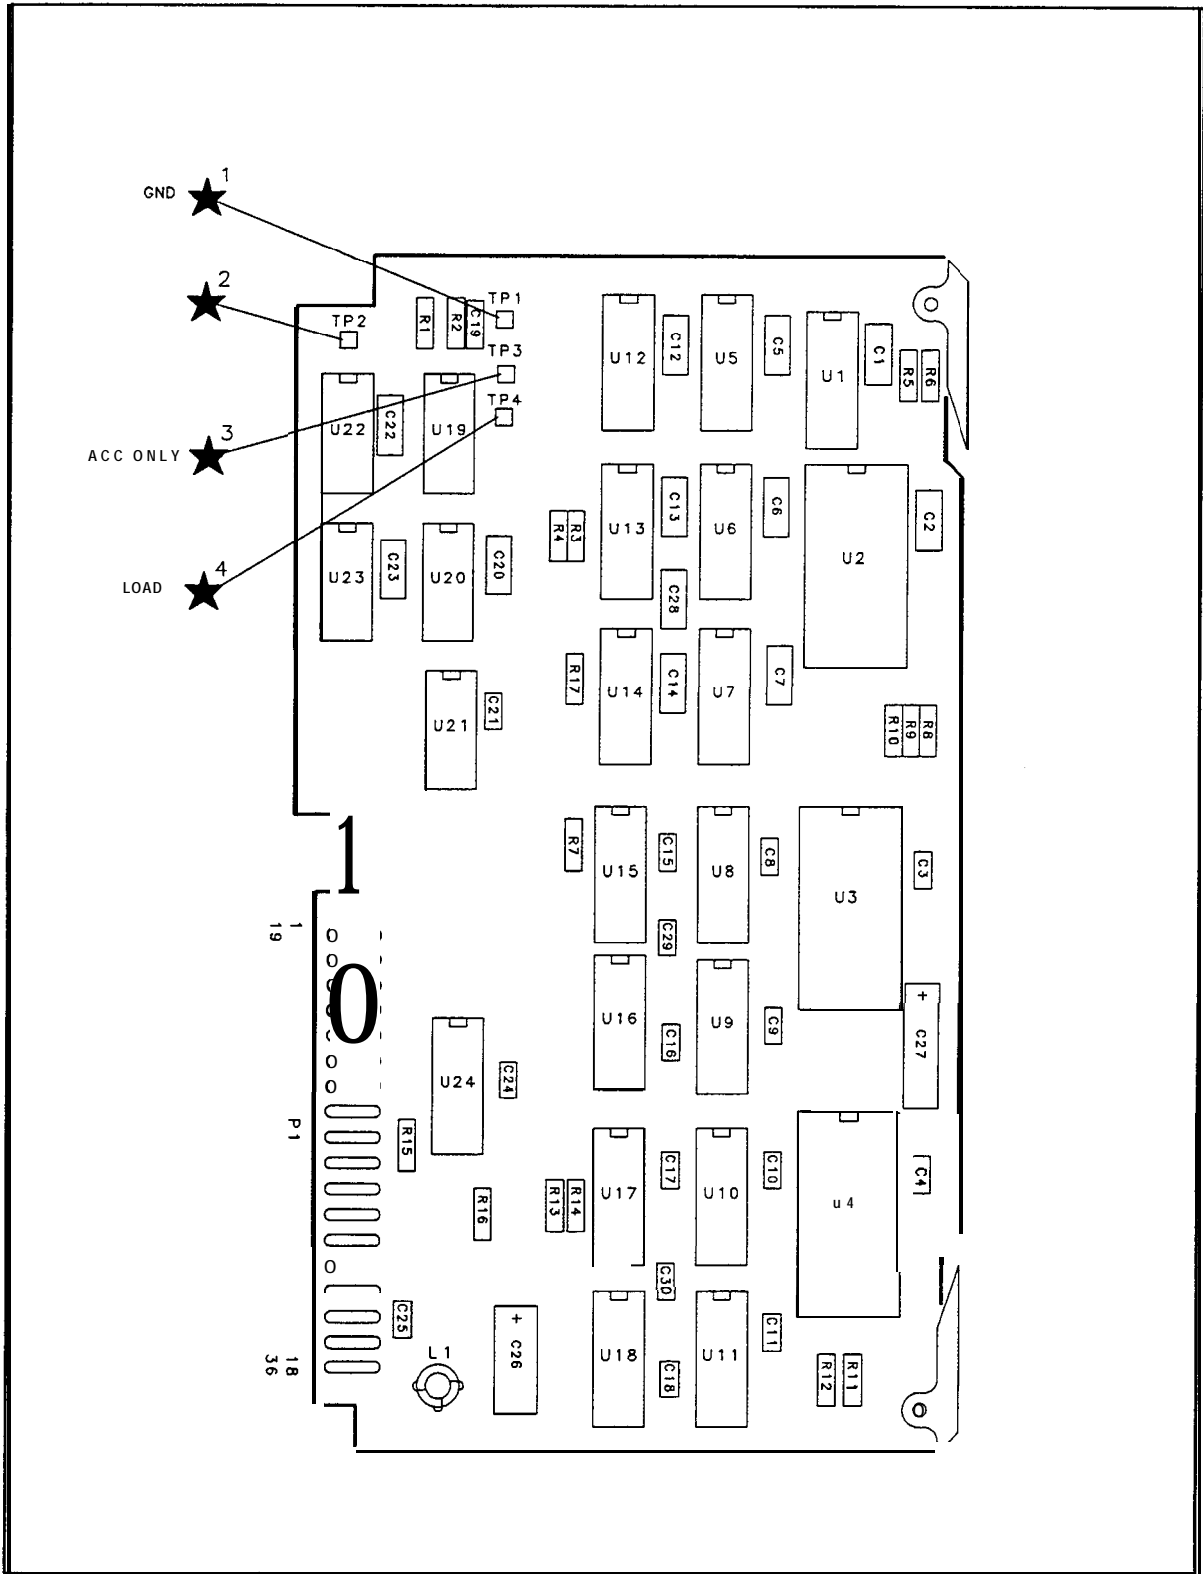 1
GND
2
TP1
TP2
R1
R2
C19
TP3
TP4
U12
C12
U5
C5
U1
C1
R5
R6
3
ACC ONLY
U22
C22
U19
4
LOAD
U23
C23
U20
C20
R4
R3
U13
C13
U6
C6
U2
C2
C28
R17
U14
C14
U7
C7
U21
C21
R10
R9
R8
1
R7
U15
C15
U8
C8
U3
C3
C29
1
19
0
U16
C16
U9
C9
+
C27
U24
C24
P1
R15
R16
R13
R14
U17
C17
U10
C10
u4
C4
C30
C25
L1
+
C26
U18
C18
U11
C11
R12
R11
18
36